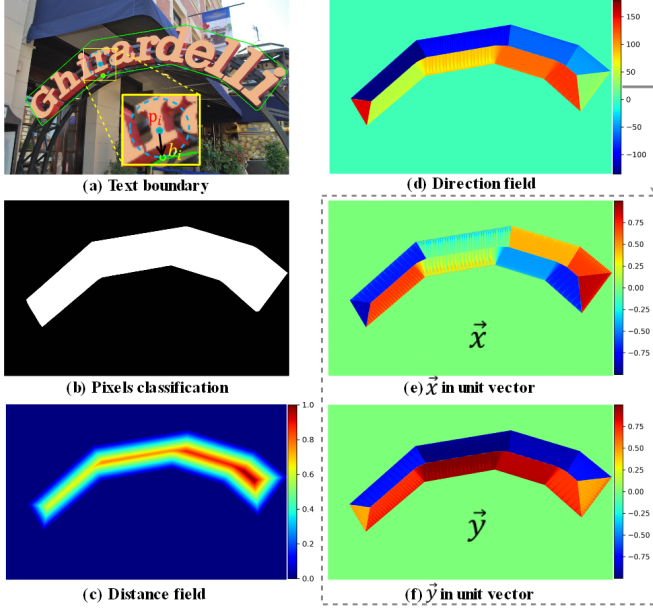 Ghirardelli
p_i
b_i
(a) Text boundary
150
100
50
0
−50
−100
(d) Direction field
(b) Pixels classification
0.75
0.50
0.25
0.00
−0.25
−0.50
−0.75
x⃗
(e) x⃗ in unit vector
1.0
0.8
0.6
0.4
0.2
0.0
(c) Distance field
0.75
0.50
0.25
0.00
−0.25
−0.50
−0.75
y⃗
(f) y⃗ in unit vector